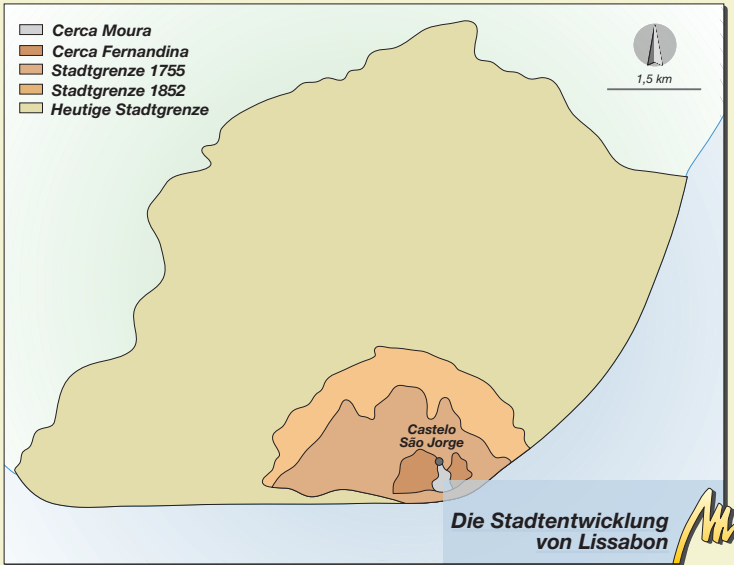 Cerca Moura
Cerca Fernandina
Stadtgrenze 1755
Stadtgrenze 1852
Heutige Stadtgrenze
1,5 km
Castelo
São Jorge
Die Stadtentwicklung
von Lissabon